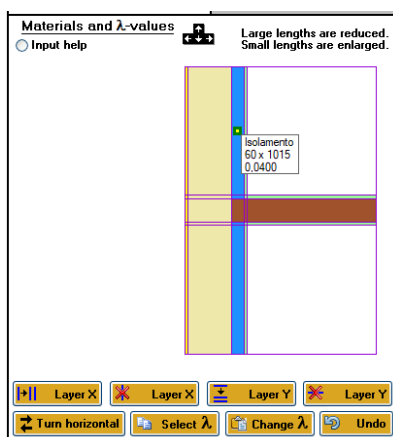 Materials and λ-values
Input help
Large lengths are reduced.
Small lengths are enlarged.
Isolamento
60 x 1015
0,0400
Layer X
Layer X
Layer Y
Layer Y
Turn horizontal
Select λ
Change λ
Undo